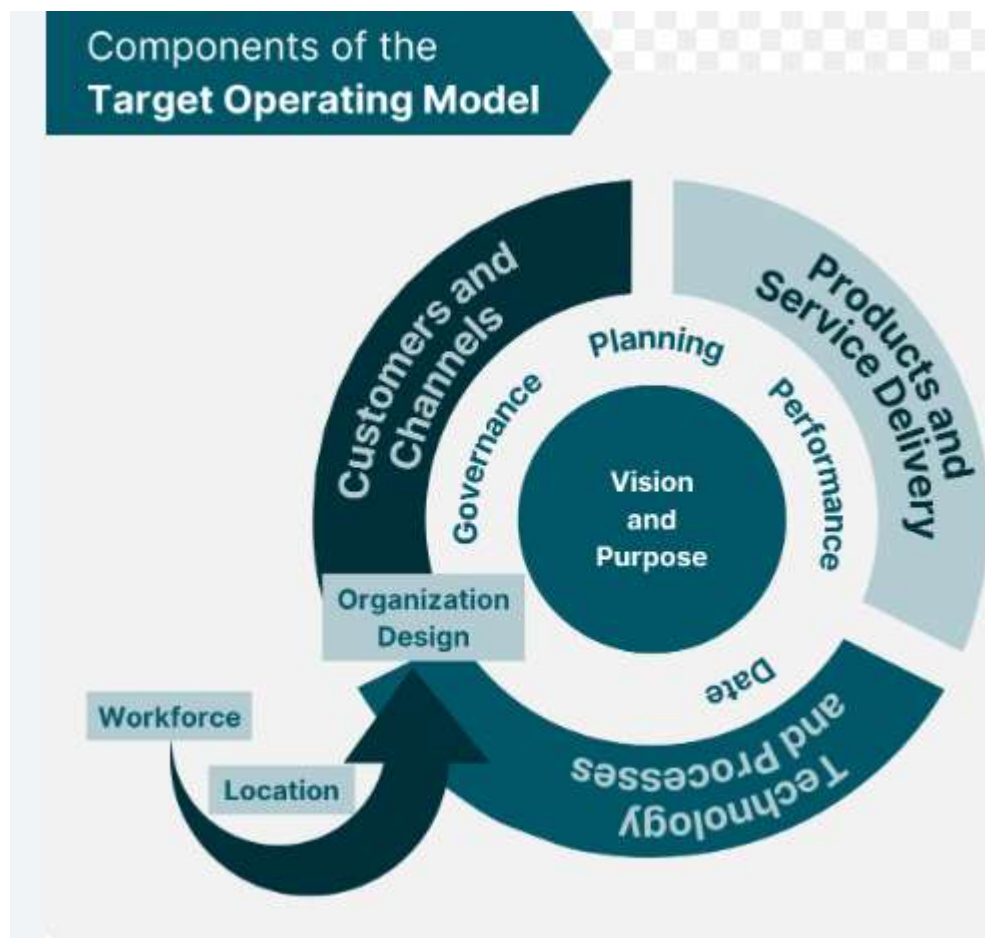 Components of the
Target Operating Model
Customers and
Channels
Products and
Service Delivery
Planning
Governance
Performance
Vision
and
Purpose
Organization
Design
Date
Workforce
Location
Technology
and Processes